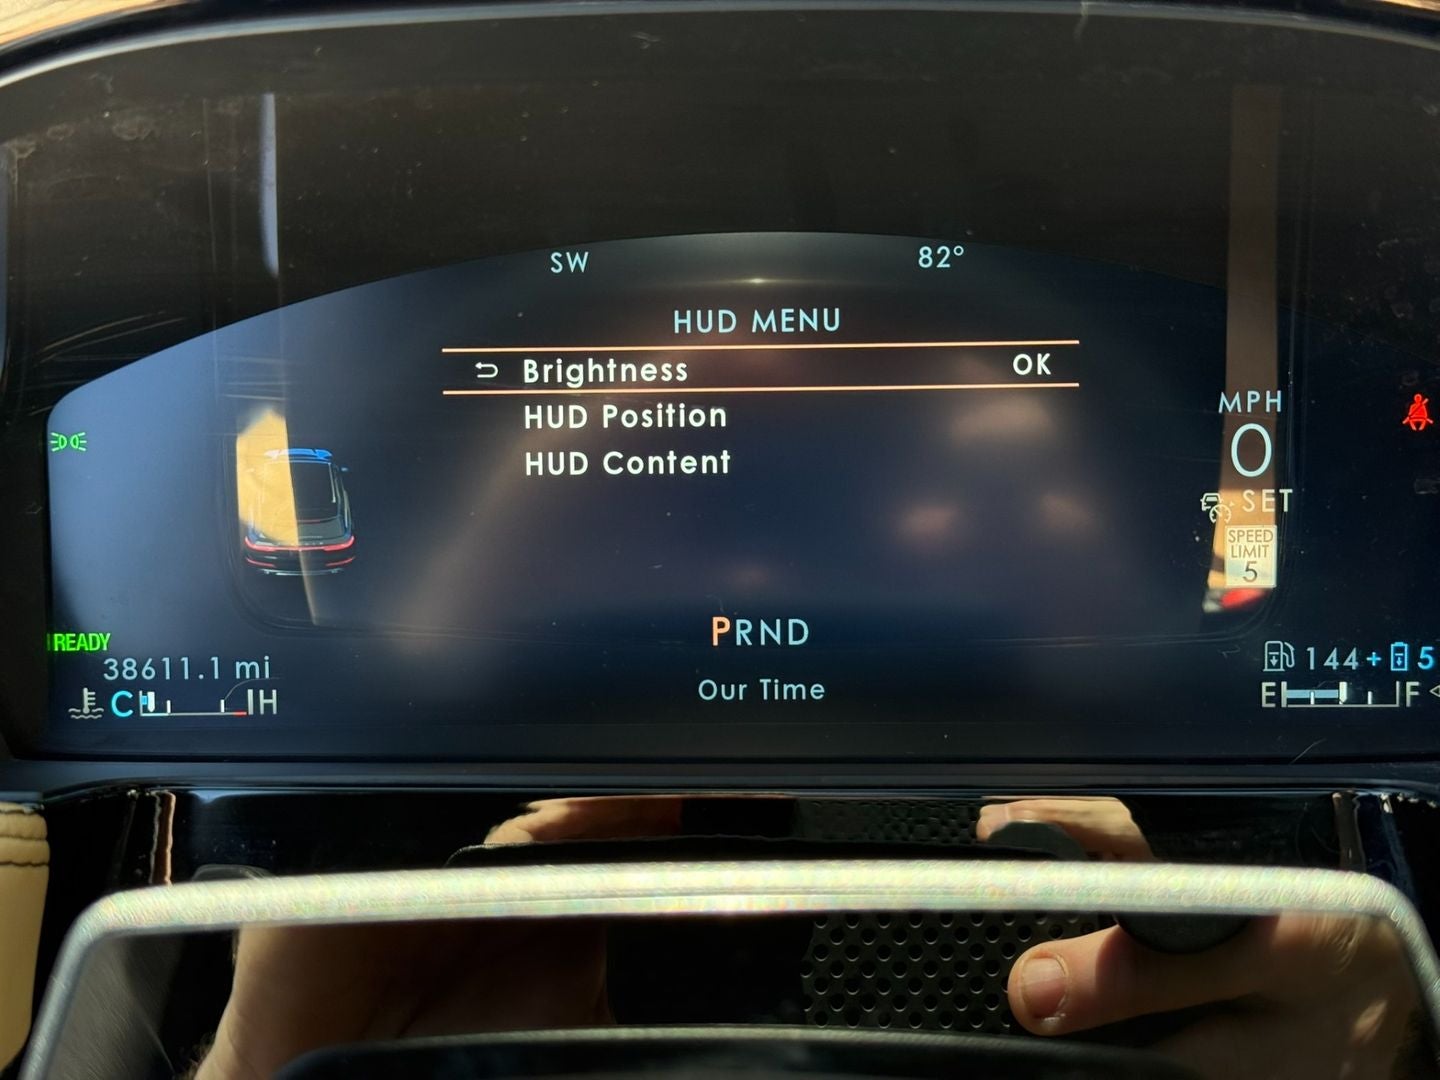 SW
82°
HUD MENU
Brightness OK
HUD Position
HUD Content
MPH
0
SET
SPEED
LIMIT
5
PRND
READY
38611.1 mi
144+ 5
C H
E F
Our Time